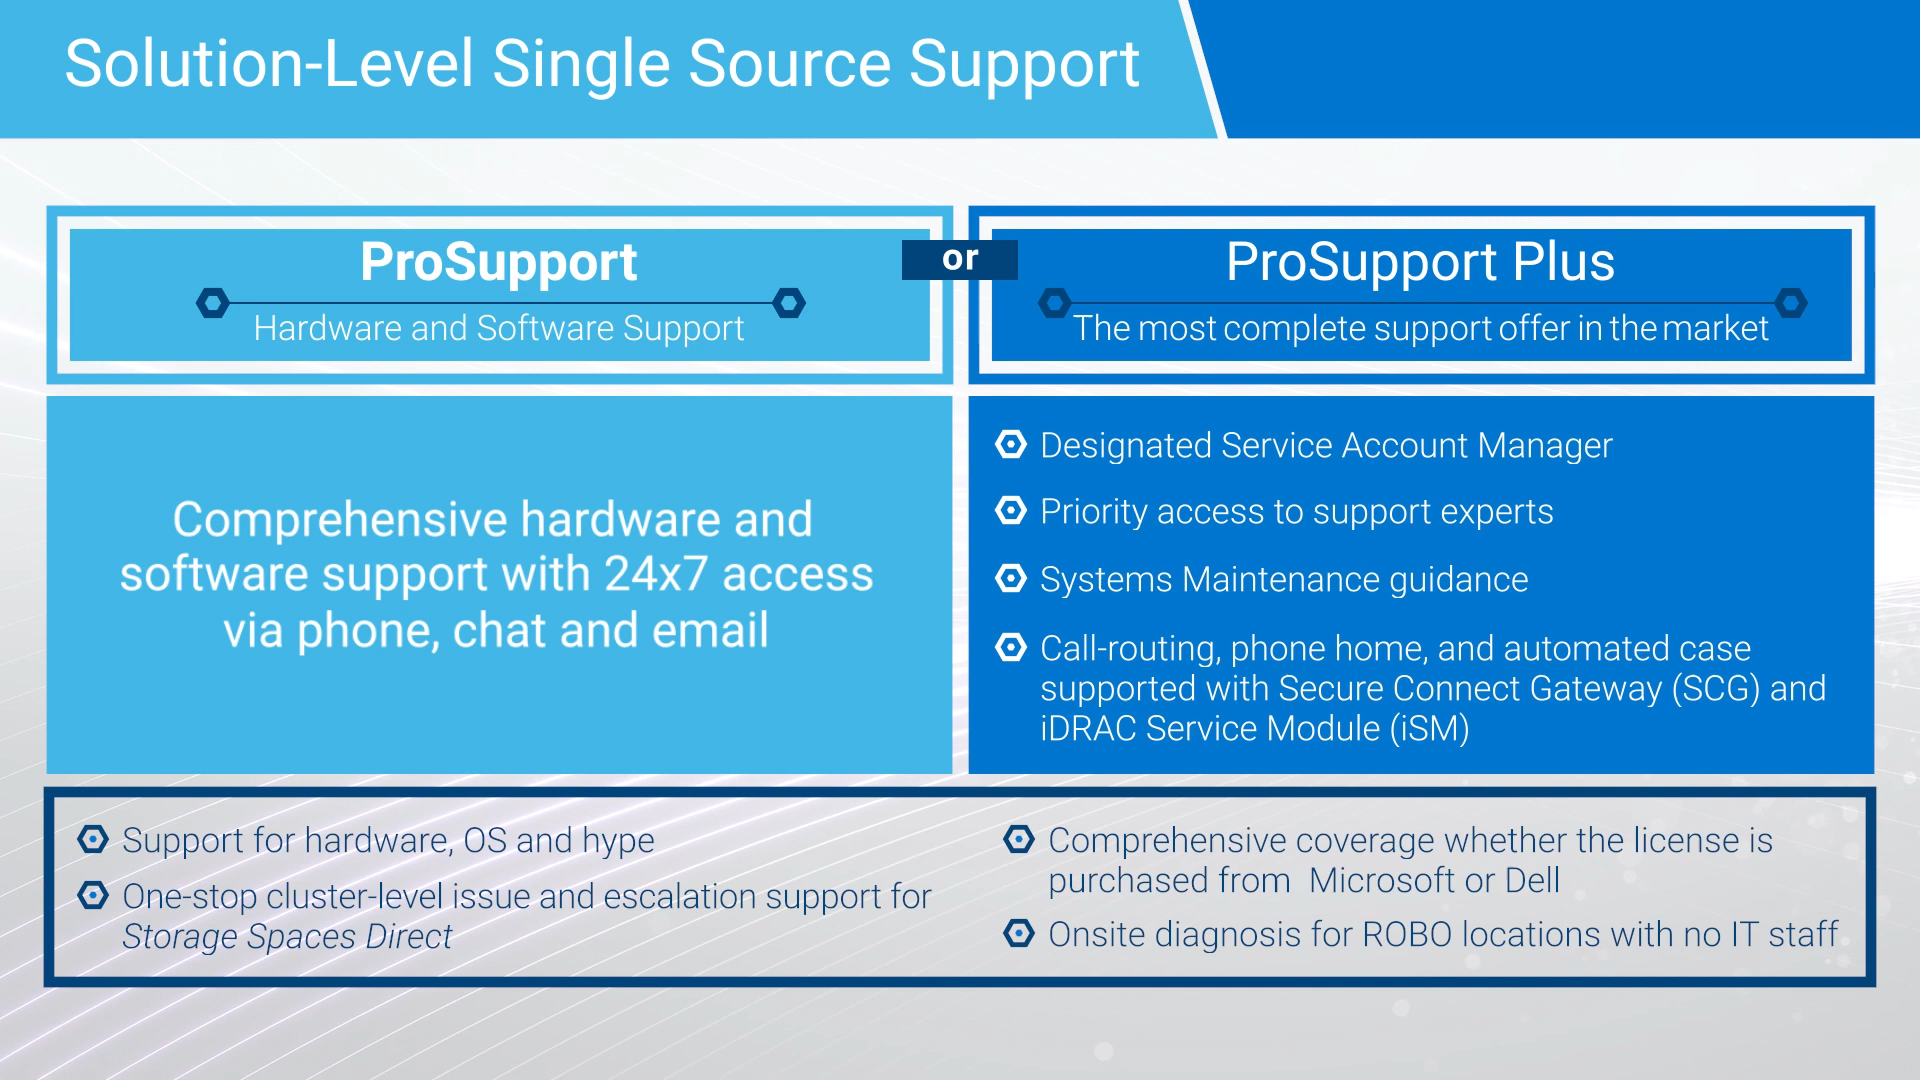 Solution-Level Single Source Support
ProSupport
Hardware and Software Support
or
ProSupport Plus
The most complete support offer in the market
Comprehensive hardware and
software support with 24x7 access
via phone, chat and email
Designated Service Account Manager
Priority access to support experts
Systems Maintenance guidance
Call-routing, phone home, and automated case
supported with Secure Connect Gateway (SCG) and
iDRAC Service Module (iSM)
Support for hardware, OS and hype
One-stop cluster-level issue and escalation support for
Storage Spaces Direct
Comprehensive coverage whether the license is
purchased from  Microsoft or Dell
Onsite diagnosis for ROBO locations with no IT staff